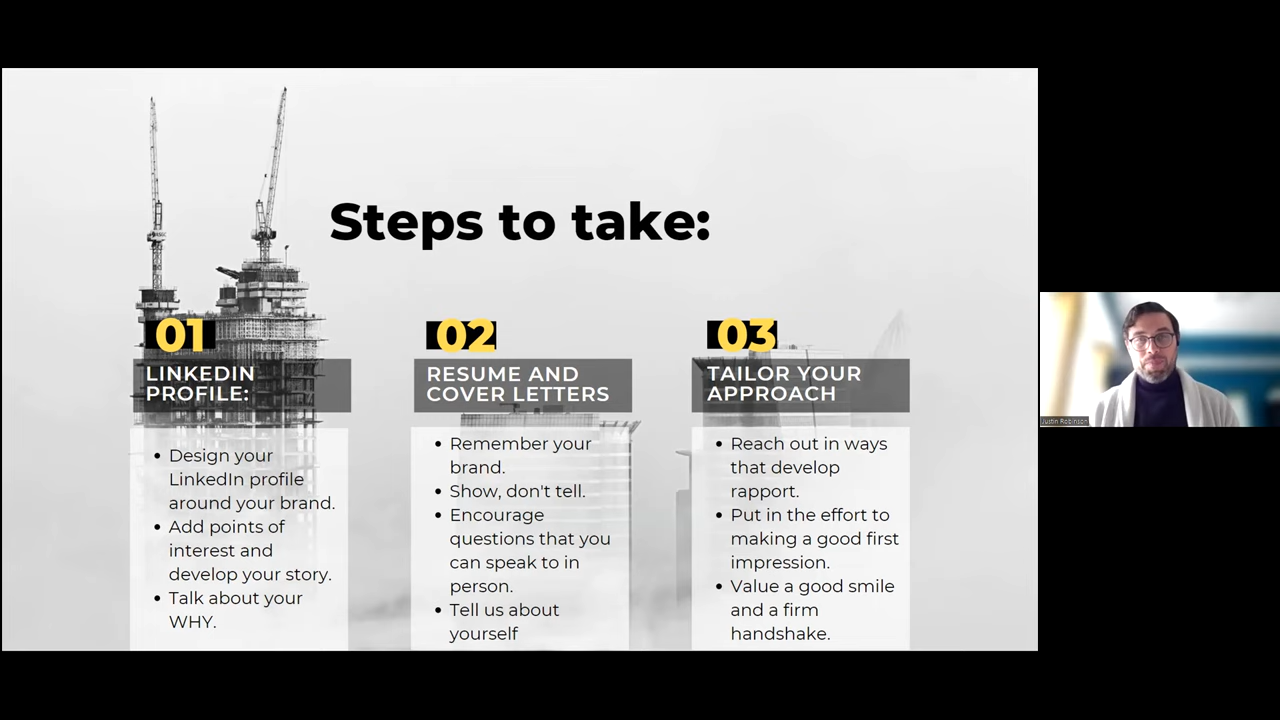 Steps to take:
01
LINKEDIN
PROFILE:
Design your
LinkedIn profile
around your brand.
Add points of
interest and
develop your story.
Talk about your
WHY.
02
RESUME AND
COVER LETTERS
Remember your
brand.
Show, don't tell.
Encourage
questions that you
can speak to in
person.
Tell us about
yourself
03
TAILOR YOUR
APPROACH
Reach out in ways
that develop
rapport.
Put in the effort to
making a good first
impression.
Value a good smile
and a firm
handshake.
Justin Robinson